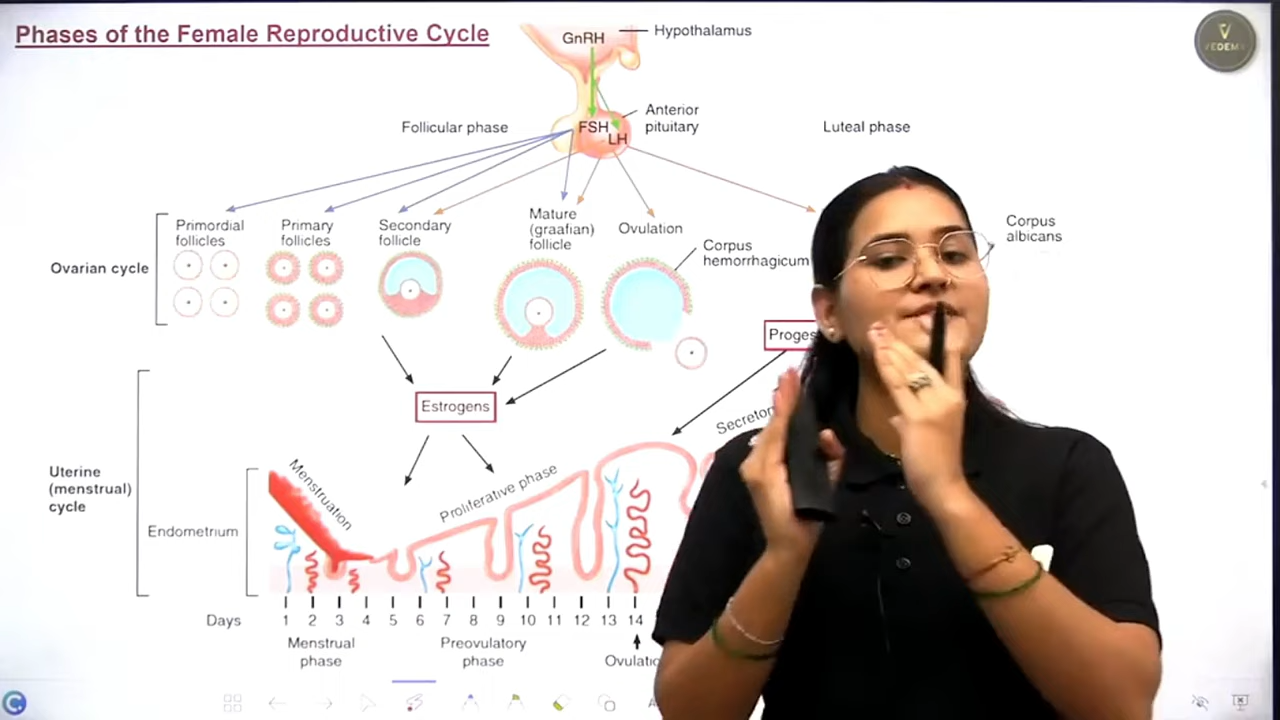 Phases of the Female Reproductive Cycle
GnRH
Hypothalamus
VEDEMY
Anterior
pituitary
FSH
LH
Follicular phase
Luteal phase
Ovarian cycle
Primordial
follicles
Primary
follicles
Secondary
follicle
Mature
(graafian)
follicle
Ovulation
Corpus
hemorrhagicum
Corpus
albicans
Proges
Estrogens
Secretor
Uterine
(menstrual)
cycle
Endometrium
Menstruation
Proliferative phase
Days
1 2 3 4 5 6 7 8 9 10 11 12 13 14
Menstrual
phase
Preovulatory
phase
Ovulatio